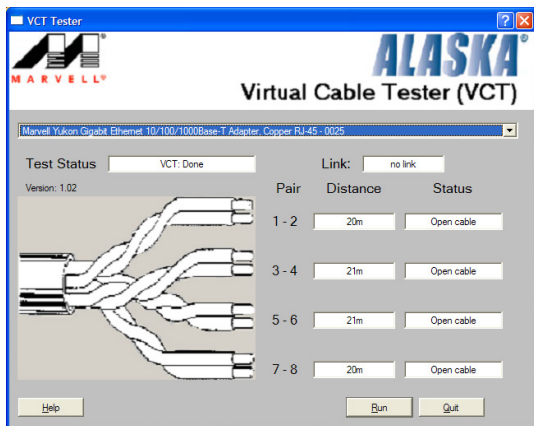 VCT Tester
MARVELL®
ALASKA®
Virtual Cable Tester (VCT)
Marvell Yukon Gigabit Ethernet 10/100/1000Base-T Adapter, Copper RJ-45 - 0025
Test Status VCT: Done Link: no link
Version: 1.02
Pair Distance Status
1 - 2 20m Open cable
3 - 4 21m Open cable
5 - 6 21m Open cable
7 - 8 20m Open cable
Help Run Quit